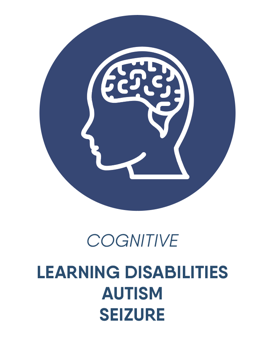 COGNITIVE
LEARNING DISABILITIES
AUTISM
SEIZURE